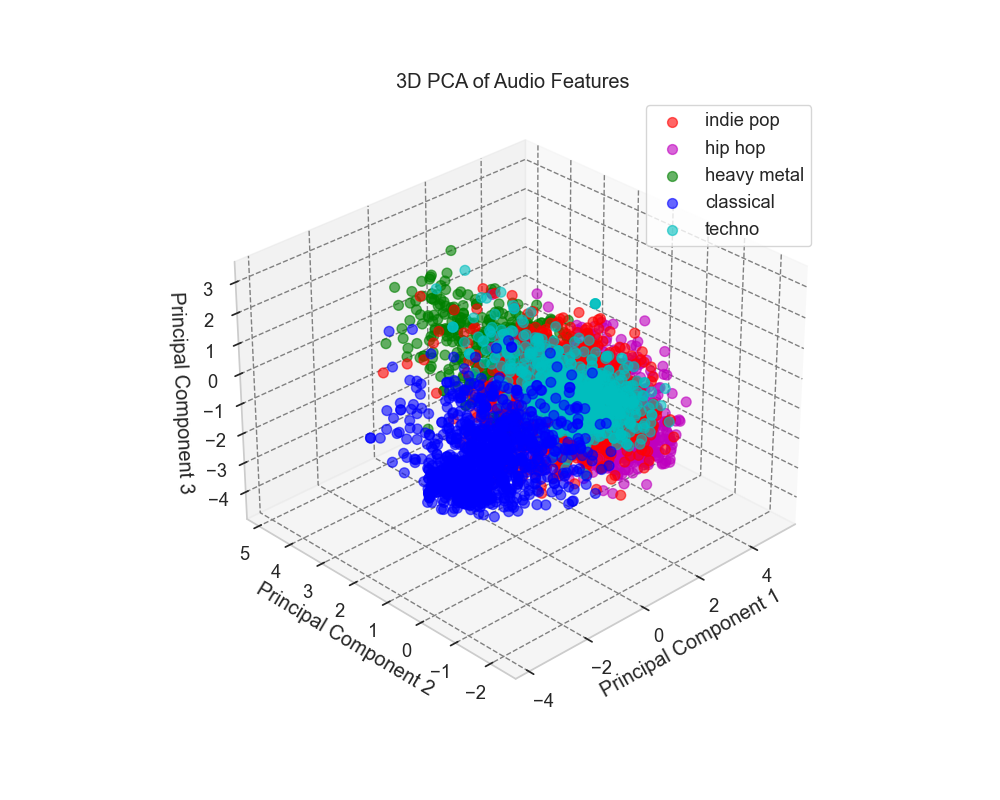 3D PCA of Audio Features
indie pop
hip hop
heavy metal
classical
techno
3
2
1
0
−1
−2
−3
−4
Principal Component 3
5
4
3
2
1
0
−1
−2
Principal Component 2
−4
−2
0
2
4
Principal Component 1